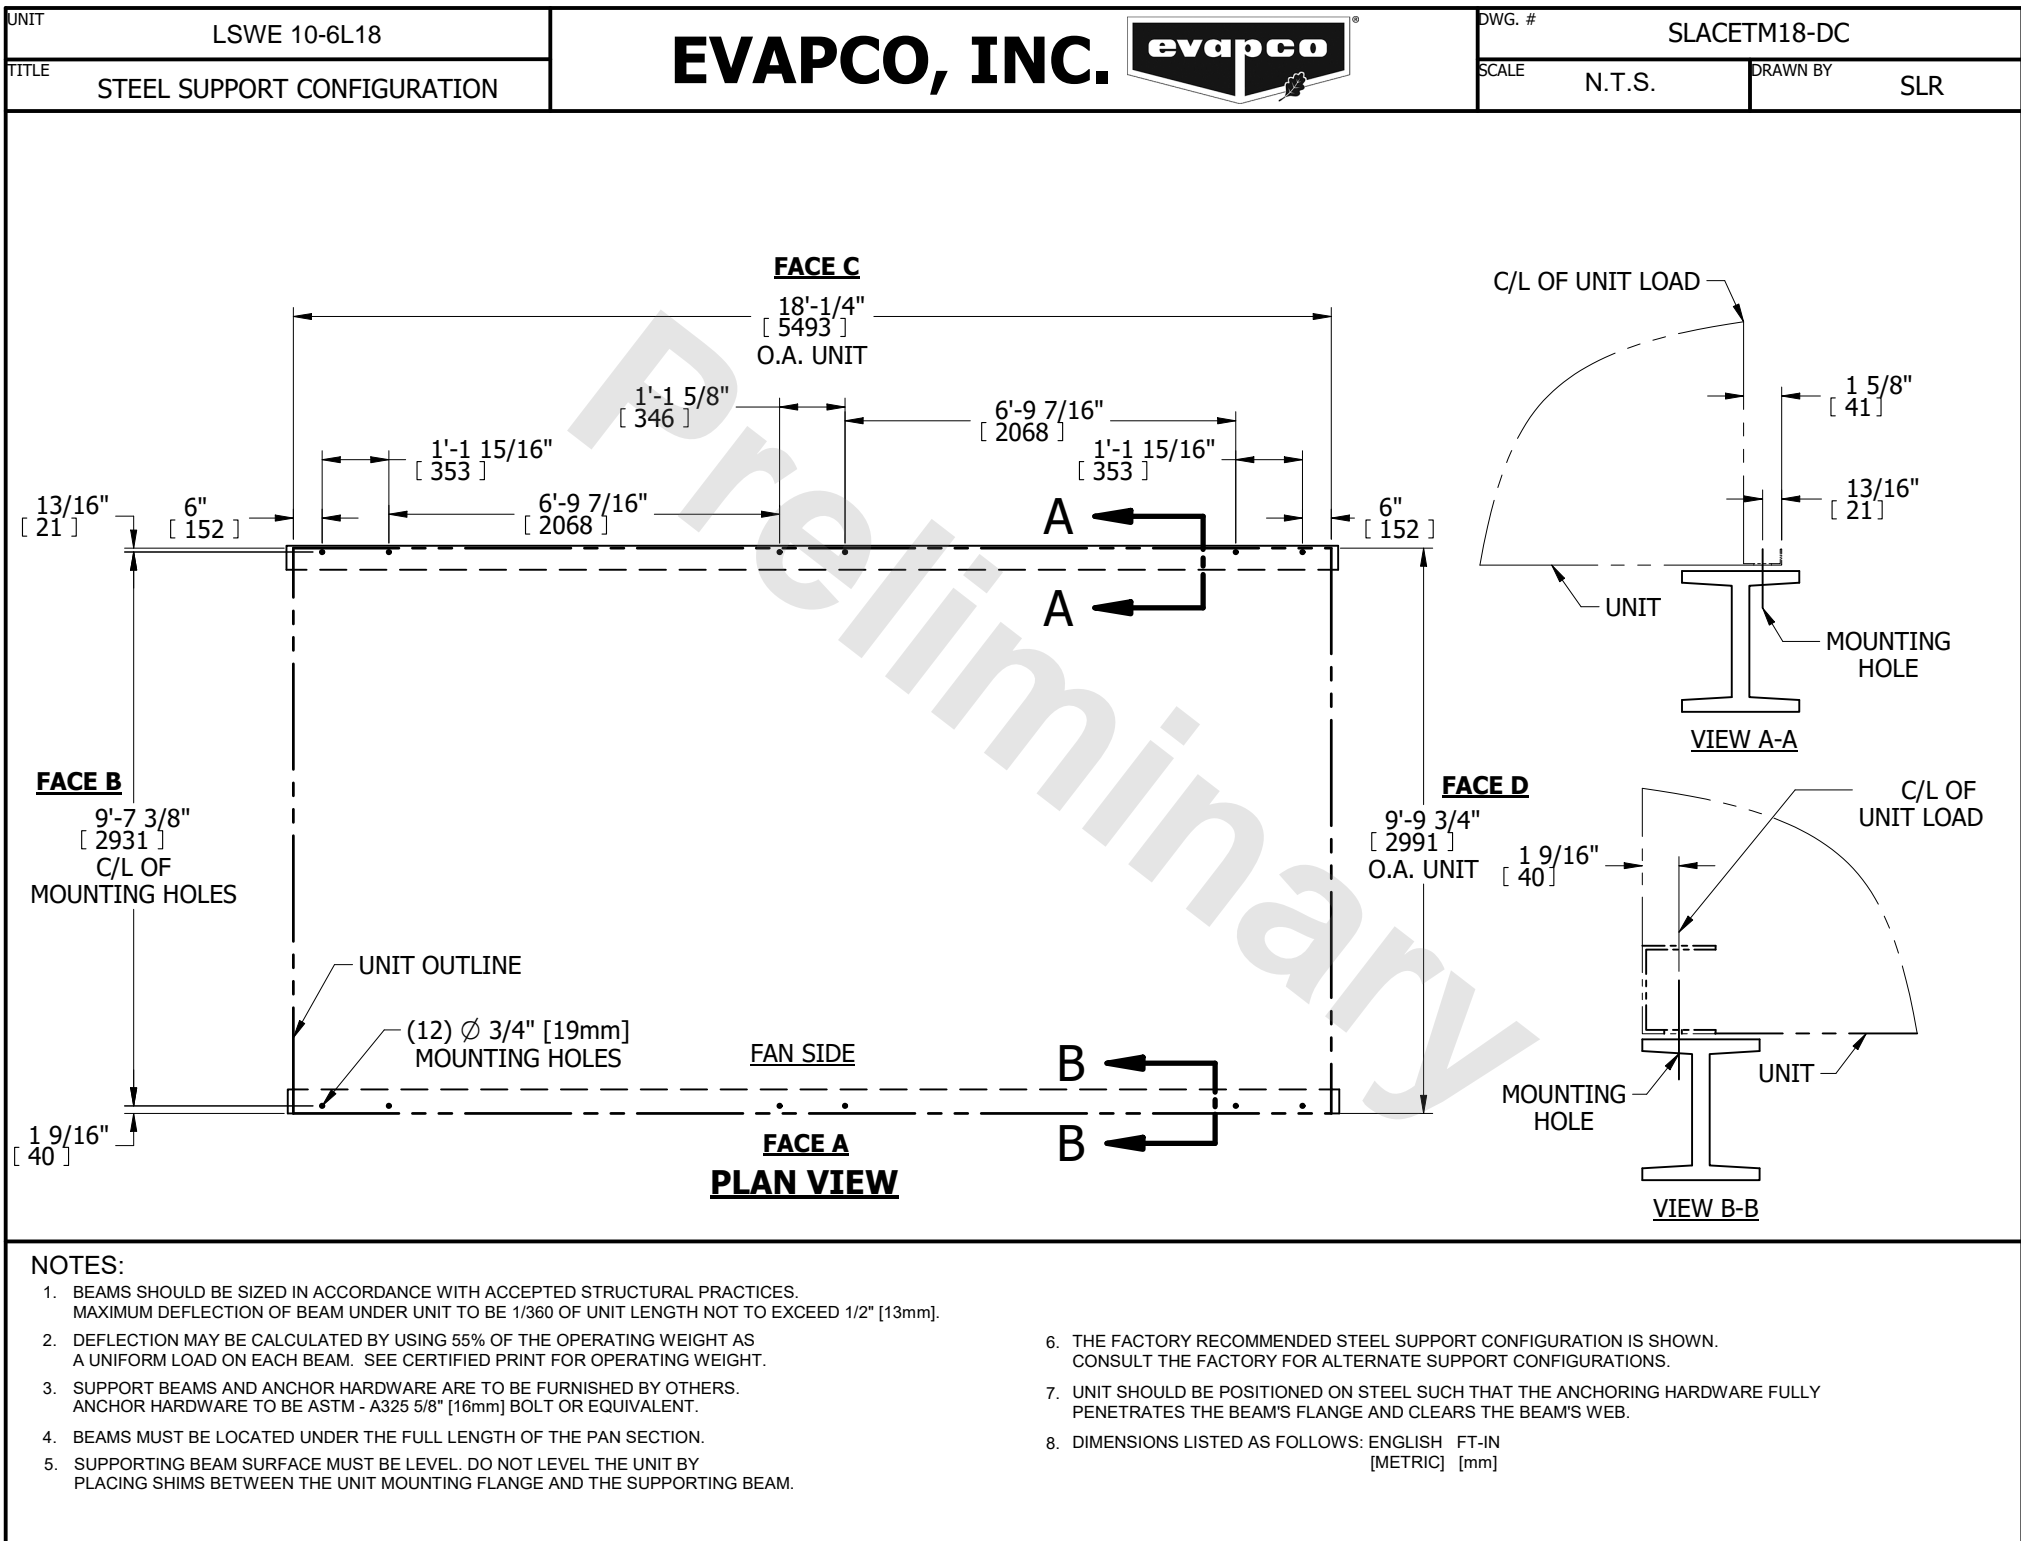 UNIT
LSWE 10-6L18
TITLE
STEEL SUPPORT CONFIGURATION
EVAPCO, INC.
evapco
®
DWG. #
SLACETM18-DC
SCALE
N.T.S.
DRAWN BY
SLR
FACE C
18'-1/4"
[ 5493 ]
O.A. UNIT
1'-1 5/8"
[ 346 ]
6'-9 7/16"
[ 2068 ]
1'-1 15/16"
[ 353 ]
1'-1 15/16"
[ 353 ]
13/16"
[ 21 ]
6"
[ 152 ]
6'-9 7/16"
[ 2068 ]
6"
[ 152 ]
A
A
FACE B
9'-7 3/8"
[ 2931 ]
C/L OF
MOUNTING HOLES
FACE D
9'-9 3/4"
[ 2991 ]
O.A. UNIT
UNIT OUTLINE
(12) Ø 3/4" [19mm]
MOUNTING HOLES
FAN SIDE
B
B
1 9/16"
[ 40 ]
FACE A
PLAN VIEW
Preliminary
C/L OF UNIT LOAD
1 5/8"
[ 41 ]
13/16"
[ 21 ]
UNIT
MOUNTING
HOLE
VIEW A-A
C/L OF
UNIT LOAD
1 9/16"
[ 40 ]
UNIT
MOUNTING
HOLE
VIEW B-B
NOTES:
1. BEAMS SHOULD BE SIZED IN ACCORDANCE WITH ACCEPTED STRUCTURAL PRACTICES.
MAXIMUM DEFLECTION OF BEAM UNDER UNIT TO BE 1/360 OF UNIT LENGTH NOT TO EXCEED 1/2" [13mm].
2. DEFLECTION MAY BE CALCULATED BY USING 55% OF THE OPERATING WEIGHT AS
A UNIFORM LOAD ON EACH BEAM. SEE CERTIFIED PRINT FOR OPERATING WEIGHT.
3. SUPPORT BEAMS AND ANCHOR HARDWARE ARE TO BE FURNISHED BY OTHERS.
ANCHOR HARDWARE TO BE ASTM - A325 5/8" [16mm] BOLT OR EQUIVALENT.
4. BEAMS MUST BE LOCATED UNDER THE FULL LENGTH OF THE PAN SECTION.
5. SUPPORTING BEAM SURFACE MUST BE LEVEL. DO NOT LEVEL THE UNIT BY
PLACING SHIMS BETWEEN THE UNIT MOUNTING FLANGE AND THE SUPPORTING BEAM.
6. THE FACTORY RECOMMENDED STEEL SUPPORT CONFIGURATION IS SHOWN.
CONSULT THE FACTORY FOR ALTERNATE SUPPORT CONFIGURATIONS.
7. UNIT SHOULD BE POSITIONED ON STEEL SUCH THAT THE ANCHORING HARDWARE FULLY
PENETRATES THE BEAM'S FLANGE AND CLEARS THE BEAM'S WEB.
8. DIMENSIONS LISTED AS FOLLOWS: ENGLISH FT-IN
[METRIC] [mm]